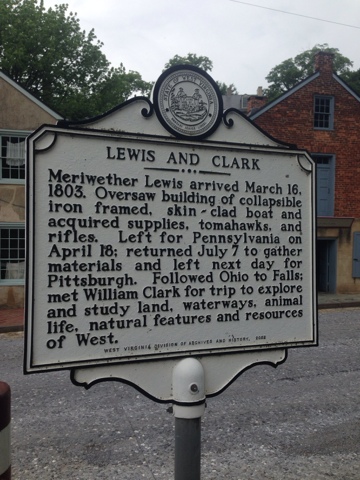 LEWIS AND CLARK
Meriwether Lewis arrived March 16,
1803. Oversaw building of collapsible
iron framed, skin-clad boat and
acquired supplies, tomahawks, and
rifles. Left for Pennsylvania on
April 18; returned July 7 to gather
materials and left next day for
Pittsburgh. Followed Ohio to Falls;
met William Clark for trip to explore
and study land, waterways, animal
life, natural features and resources
of West.
WEST VIRGINIA DIVISION OF ARCHIVES AND HISTORY,